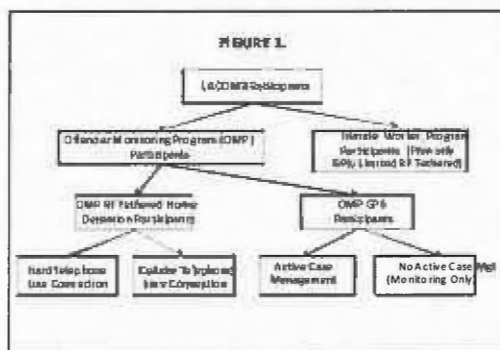 FIGURE 1.
Participants
Offender Monitoring Program (OMP)
Participants
Inmate Worker Program
Participants
GPS, Limited RF Tethered)
OMP RF Tethered Home
Detention Participants
OMP GPS
Participants
Hard Telephone
Line Connection
Cellular Telephone
Line Connection
Active Case
Management
No Active Case Mgt
(Monitoring Only)